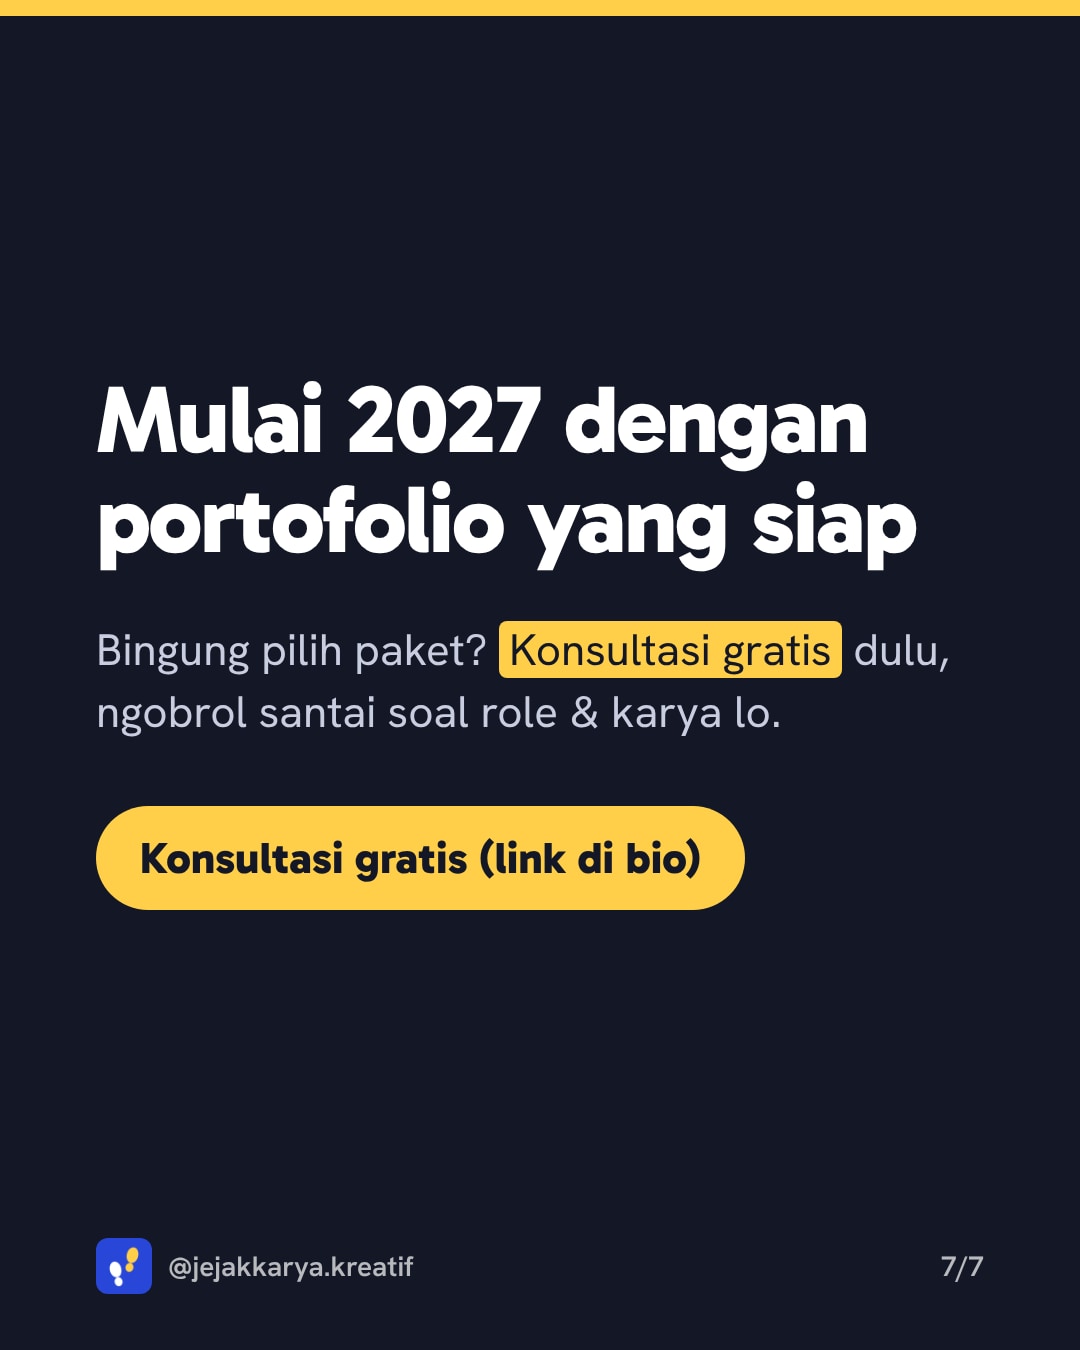 Mulai 2027 dengan
portofolio yang siap
Bingung pilih paket? Konsultasi gratis dulu,
ngobrol santai soal role & karya lo.
Konsultasi gratis (link di bio)
@jejakkarya.kreatif
7/7